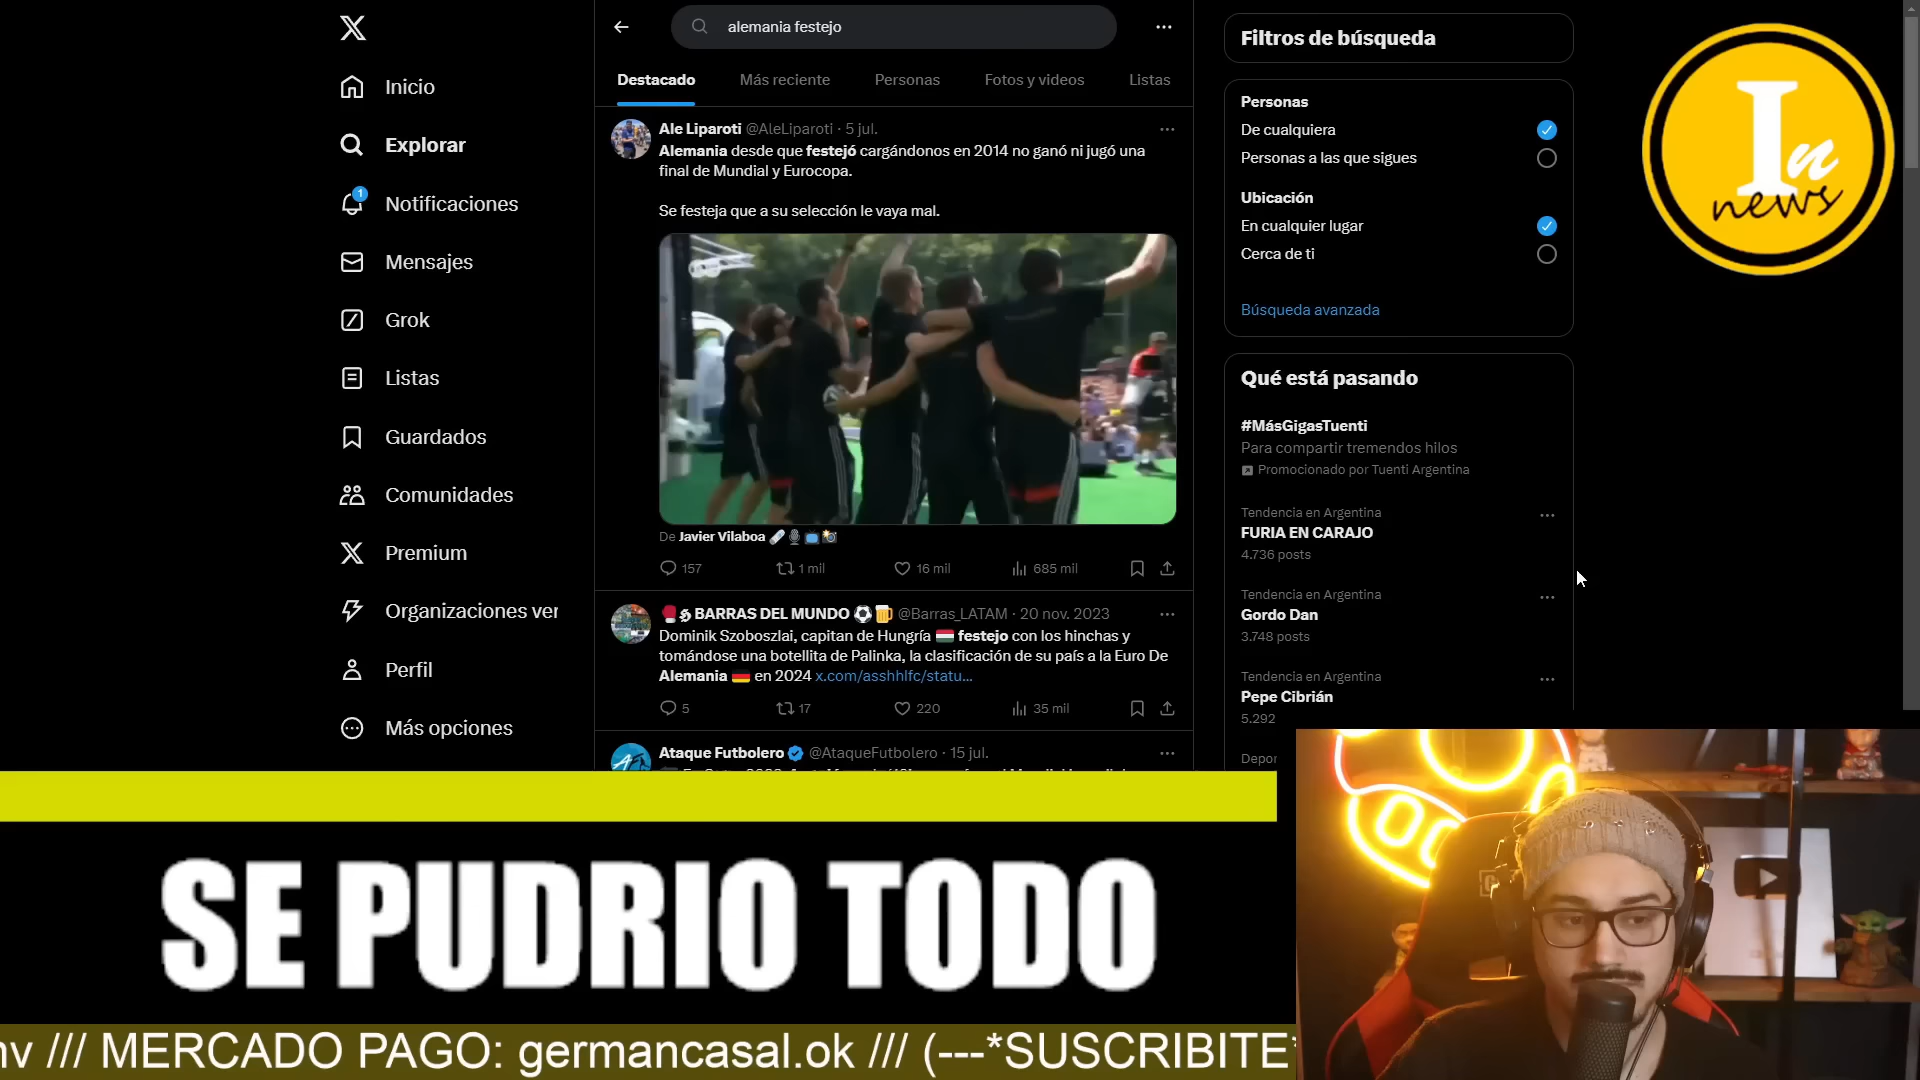 alemania festejo
Destacado
Más reciente
Personas
Fotos y videos
Listas
Inicio
Explorar
1
Notificaciones
Mensajes
Grok
Listas
Guardados
Comunidades
Premium
Organizaciones ver
Perfil
Más opciones
Ale Liparoti @AleLiparoti · 5 jul.
Alemania desde que festejó cargándonos en 2014 no ganó ni jugó una
final de Mundial y Eurocopa.
Se festeja que a su selección le vaya mal.
De Javier Vilaboa
157 1 mil 16 mil 685 mil
BARRAS DEL MUNDO @Barras_LATAM · 20 nov. 2023
Dominik Szoboszlai, capitan de Hungría festejo con los hinchas y
tomándose una botellita de Palinka, la clasificación de su país a la Euro De
Alemania en 2024 x.com/asshhlfc/statu...
5 17 220 35 mil
Ataque Futbolero @AtaqueFutbolero · 15 jul.
Filtros de búsqueda
Personas
De cualquiera
Personas a las que sigues
Ubicación
En cualquier lugar
Cerca de ti
Búsqueda avanzada
Qué está pasando
#MásGigasTuenti
Para compartir tremendos hilos
Promocionado por Tuenti Argentina
Tendencia en Argentina
FURIA EN CARAJO
4.736 posts
Tendencia en Argentina
Gordo Dan
3.748 posts
Tendencia en Argentina
Pepe Cibrián
5.292
Depor
In
news
SE PUDRIO TODO
nv /// MERCADO PAGO: germancasal.ok /// (---*SUSCRIBITE*